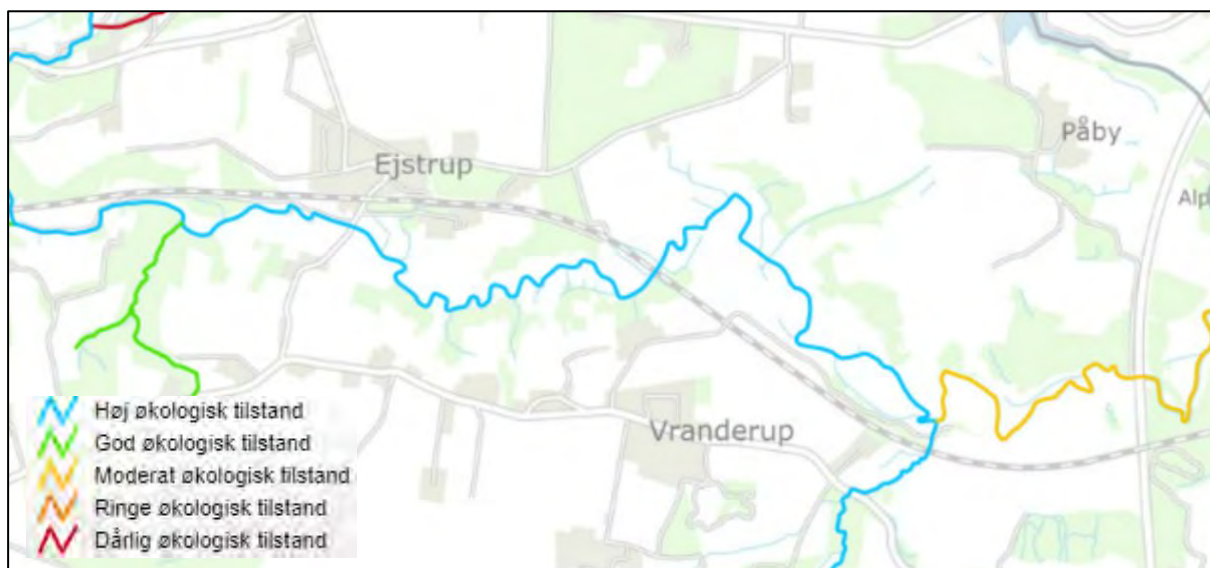 Påby
Ejstrup
Alp
Vranderup
Høj økologisk tilstand
God økologisk tilstand
Moderat økologisk tilstand
Ringe økologisk tilstand
Dårlig økologisk tilstand